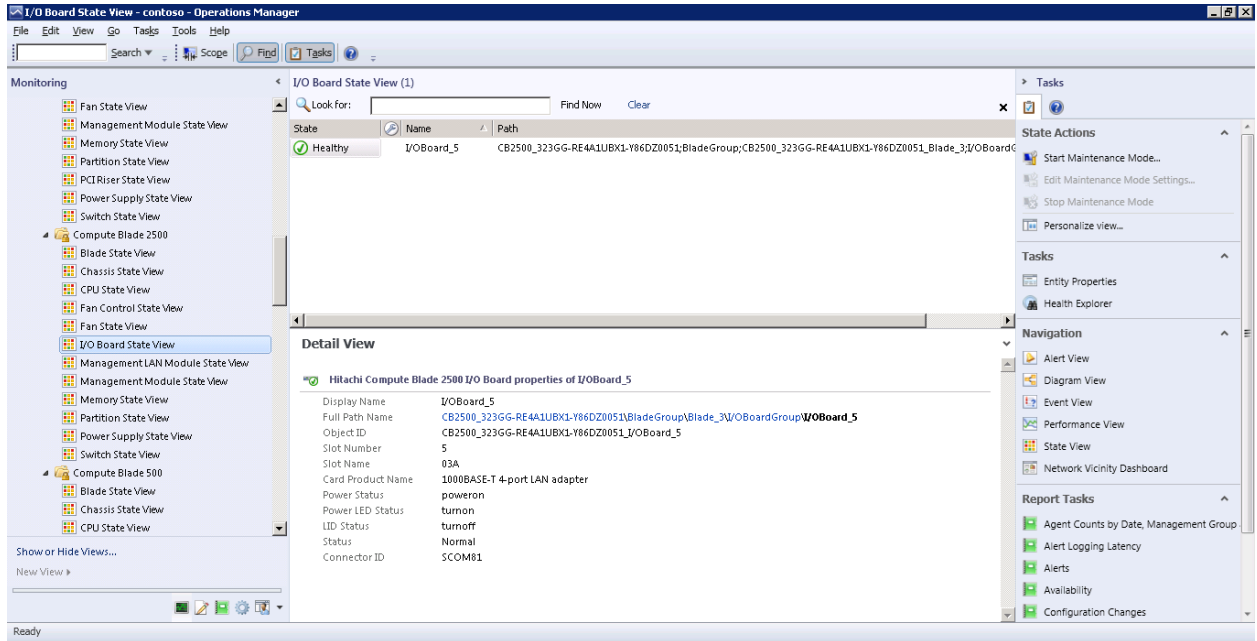 I/O Board State View - contoso - Operations Manager
File Edit View Go Tasks Tools Help
Search Scope Find Tasks
Monitoring
Fan State View
Management Module State View
Memory State View
Partition State View
PCI Riser State View
Power Supply State View
Switch State View
Compute Blade 2500
Blade State View
Chassis State View
CPU State View
Fan Control State View
Fan State View
I/O Board State View
Management LAN Module State View
Management Module State View
Memory State View
Partition State View
Power Supply State View
Switch State View
Compute Blade 500
Blade State View
Chassis State View
CPU State View
Show or Hide Views...
New View
I/O Board State View (1)
Look for: Find Now Clear
State Name Path
Healthy I/OBoard_5 CB2500_323GG-RE4A1UBX1-Y86DZ0051;BladeGroup;CB2500_323GG-RE4A1UBX1-Y86DZ0051_Blade_3;I/OBoardG
Detail View
Hitachi Compute Blade 2500 I/O Board properties of I/OBoard_5
Display Name I/OBoard_5
Full Path Name CB2500_323GG-RE4A1UBX1-Y86DZ0051\BladeGroup\Blade_3\I/OBoardGroup\I/OBoard_5
Object ID CB2500_323GG-RE4A1UBX1-Y86DZ0051_I/OBoard_5
Slot Number 5
Slot Name 03A
Card Product Name 1000BASE-T 4-port LAN adapter
Power Status poweron
Power LED Status turnon
LID Status turnoff
Status Normal
Connector ID SCOM81
Tasks
State Actions
Start Maintenance Mode...
Edit Maintenance Mode Settings...
Stop Maintenance Mode
Personalize view...
Tasks
Entity Properties
Health Explorer
Navigation
Alert View
Diagram View
Event View
Performance View
State View
Network Vicinity Dashboard
Report Tasks
Agent Counts by Date, Management Group
Alert Logging Latency
Alerts
Availability
Configuration Changes
Ready